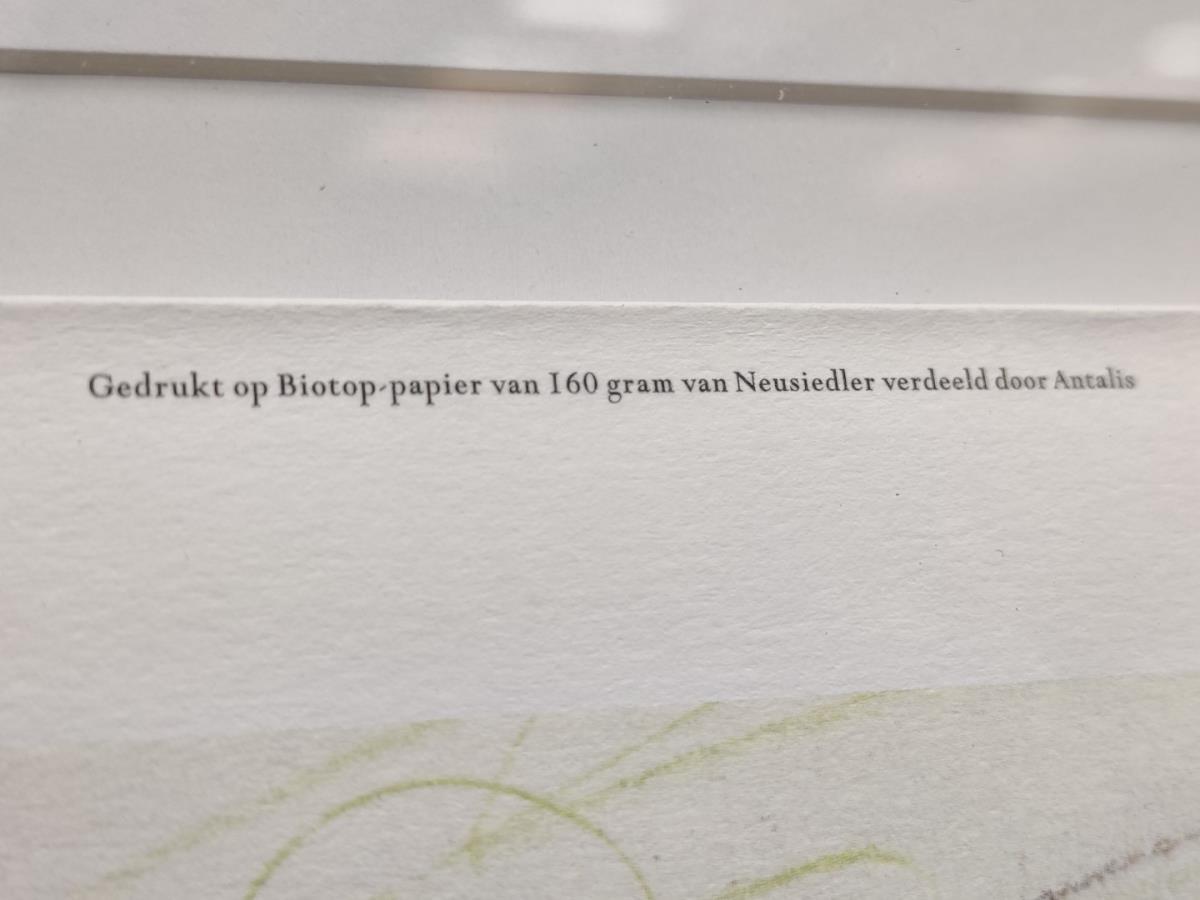 Gedrukt op Biotop-papier van 160 gram van Neusiedler verdeeld door Antalis